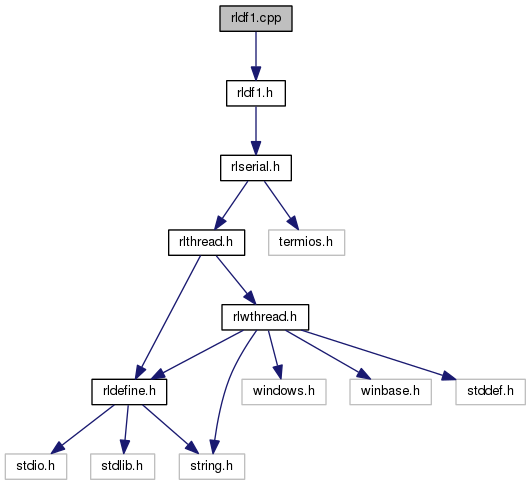 rldf1.cpp
rldf1.h
rlserial.h
rlthread.h
termios.h
rlwthread.h
rldefine.h
windows.h
winbase.h
stddef.h
stdio.h
stdlib.h
string.h